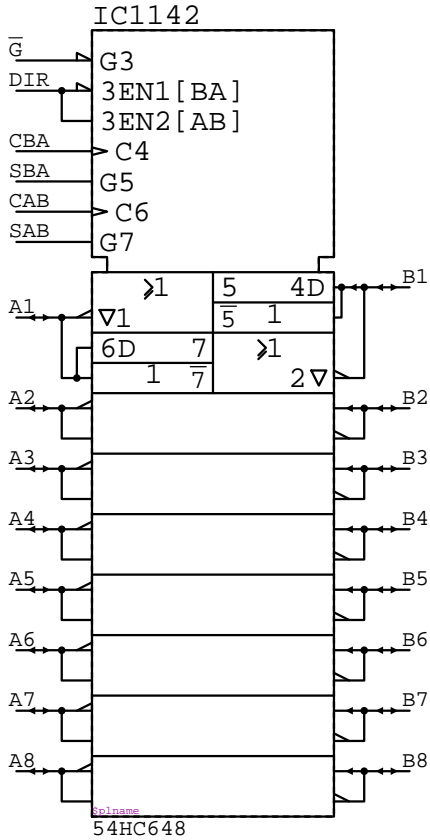 IC1142
G̅ G3
DIR 3EN1[BA]
3EN2[AB]
CBA C4
SBA G5
CAB C6
SAB G7
≥1 5 4D B1
A1 ▽1 5̅ 1
6D 7 ≥1
1 7̅ 2▽
A2 B2
A3 B3
A4 B4
A5 B5
A6 B6
A7 B7
A8 B8
$plname
54HC648